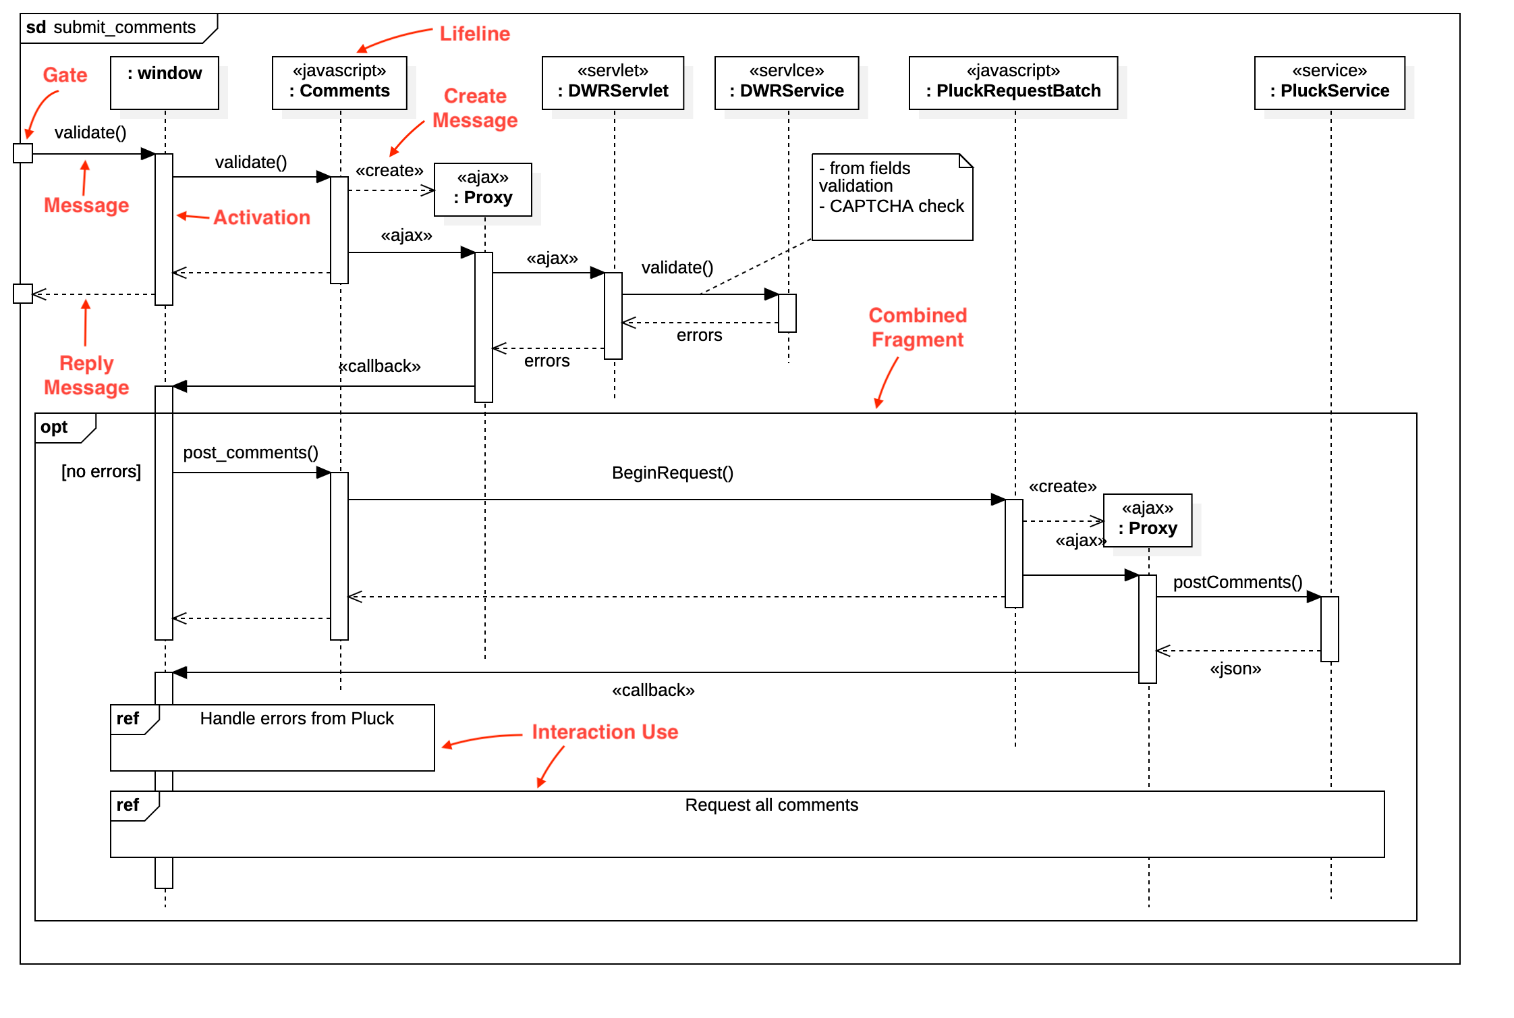 sd submit_comments
Lifeline
Gate
: window
«javascript»
: Comments
«servlet»
: DWRServlet
«servlce»
: DWRService
«javascript»
: PluckRequestBatch
«service»
: PluckService
Create
Message
validate()
validate()
«create»
«ajax»
: Proxy
- from fields
validation
- CAPTCHA check
Message
Activation
«ajax»
«ajax»
validate()
Combined
Fragment
errors
errors
Reply
Message
«callback»
opt
[no errors]
post_comments()
BeginRequest()
«create»
«ajax»
: Proxy
«ajax»
postComments()
«json»
«callback»
ref
Handle errors from Pluck
Interaction Use
ref
Request all comments